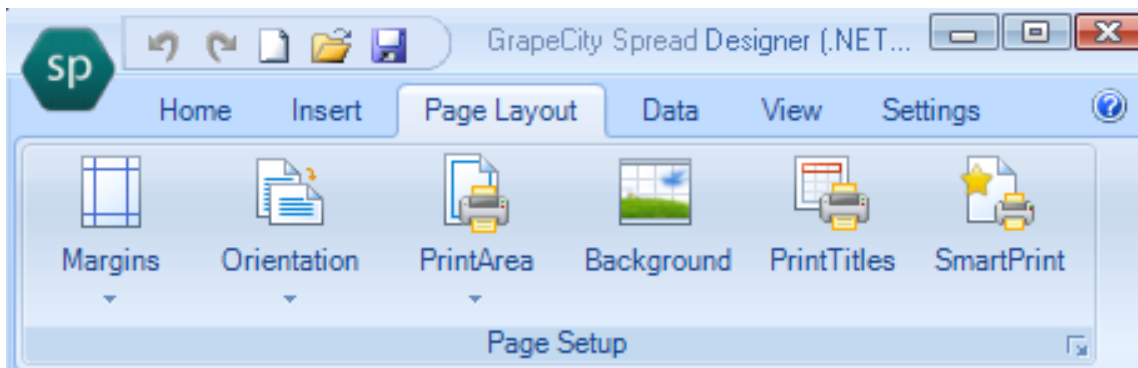 sp
GrapeCity Spread Designer (.NET...
Home Insert Page Layout Data View Settings
Margins Orientation PrintArea Background PrintTitles SmartPrint
Page Setup